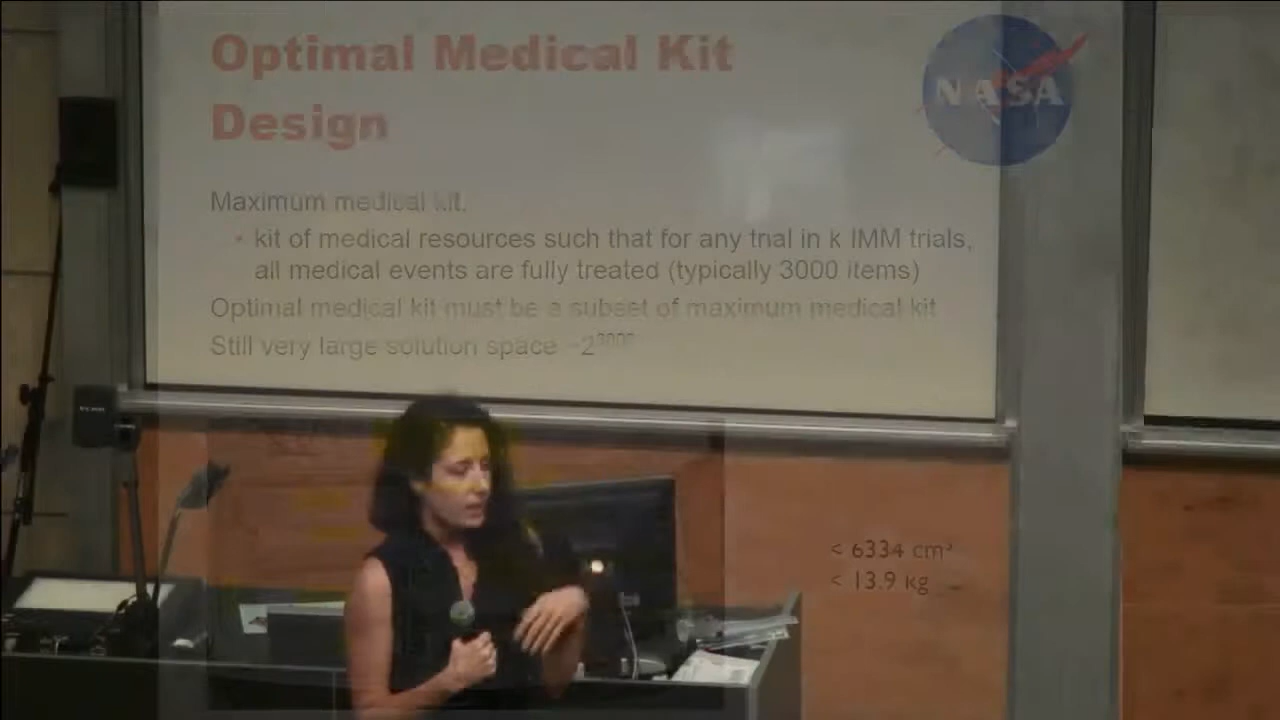 Optimal Medical Kit
Design
NASA
Maximum medical kit.
• kit of medical resources such that for any trial in k IMM trials,
all medical events are fully treated (typically 3000 items)
Optimal medical kit must be a subset of maximum medical kit
Still very large solution space ~2³⁰⁰⁰
< 6334 cm³
< 13.9 kg